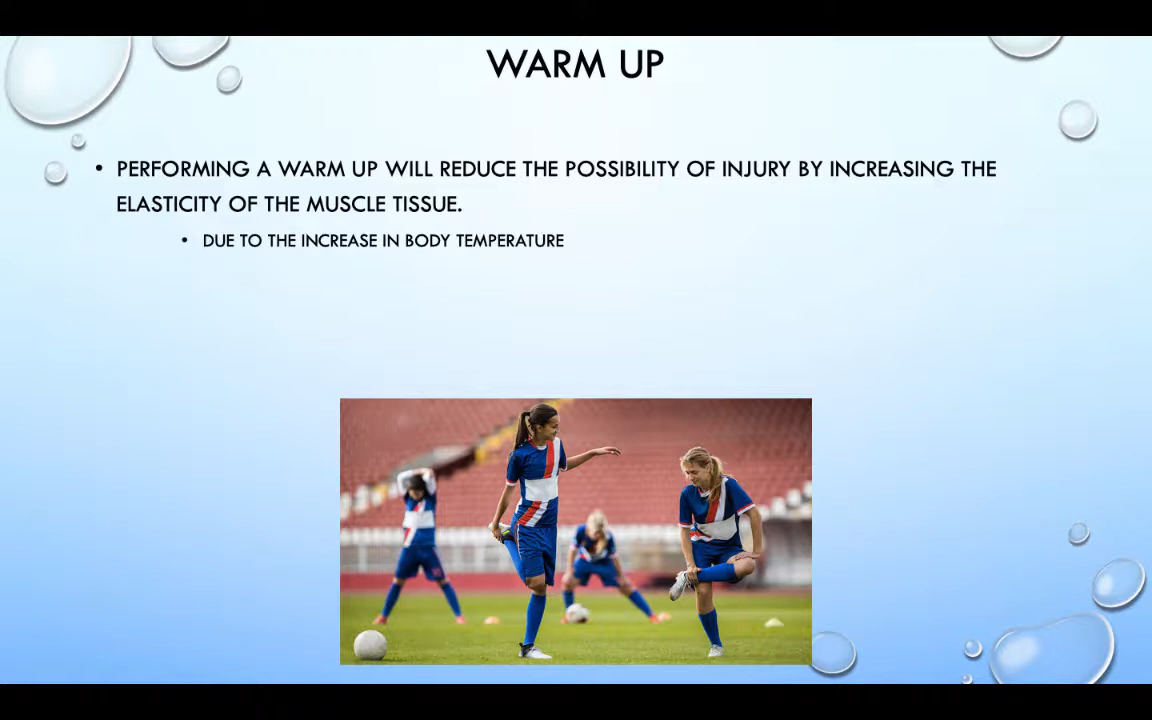 WARM UP
• PERFORMING A WARM UP WILL REDUCE THE POSSIBILITY OF INJURY BY INCREASING THE
ELASTICITY OF THE MUSCLE TISSUE.
• DUE TO THE INCREASE IN BODY TEMPERATURE